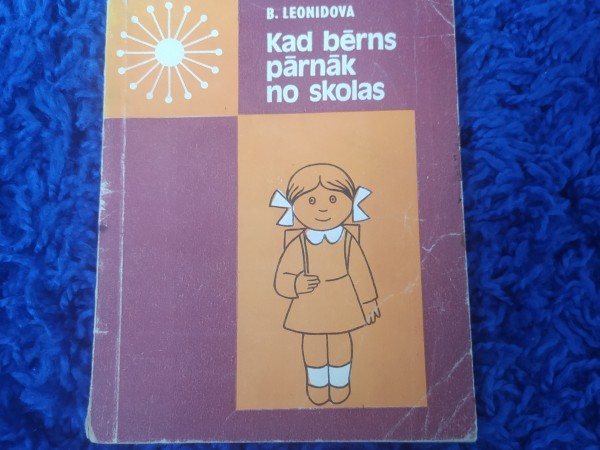 B. LEONIDOVA
Kad bērns
pārnāk
no skolas